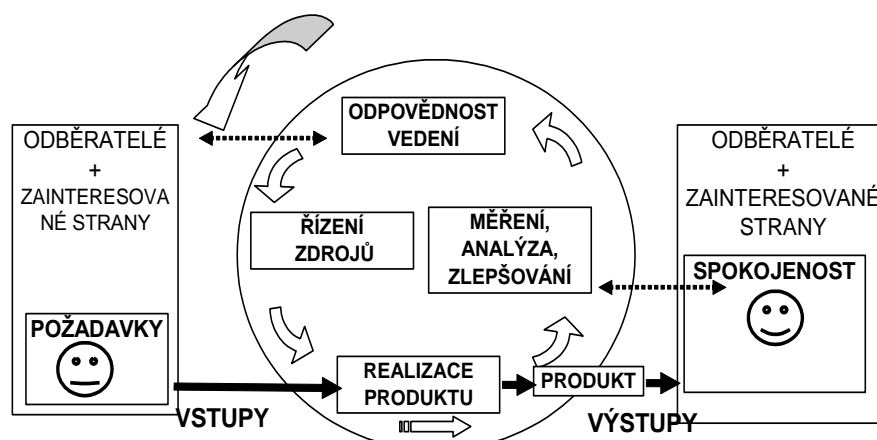 ODBĚRATELÉ
+
ZAINTERESOVA
NÉ STRANY
POŽADAVKY
VSTUPY
ODPOVĚDNOST
VEDENÍ
ŘÍZENÍ
ZDROJŮ
MĚŘENÍ,
ANALÝZA,
ZLEPŠOVÁNÍ
REALIZACE
PRODUKTU
PRODUKT
VÝSTUPY
ODBĚRATELÉ
+
ZAINTERESOVANÉ
STRANY
SPOKOJENOST